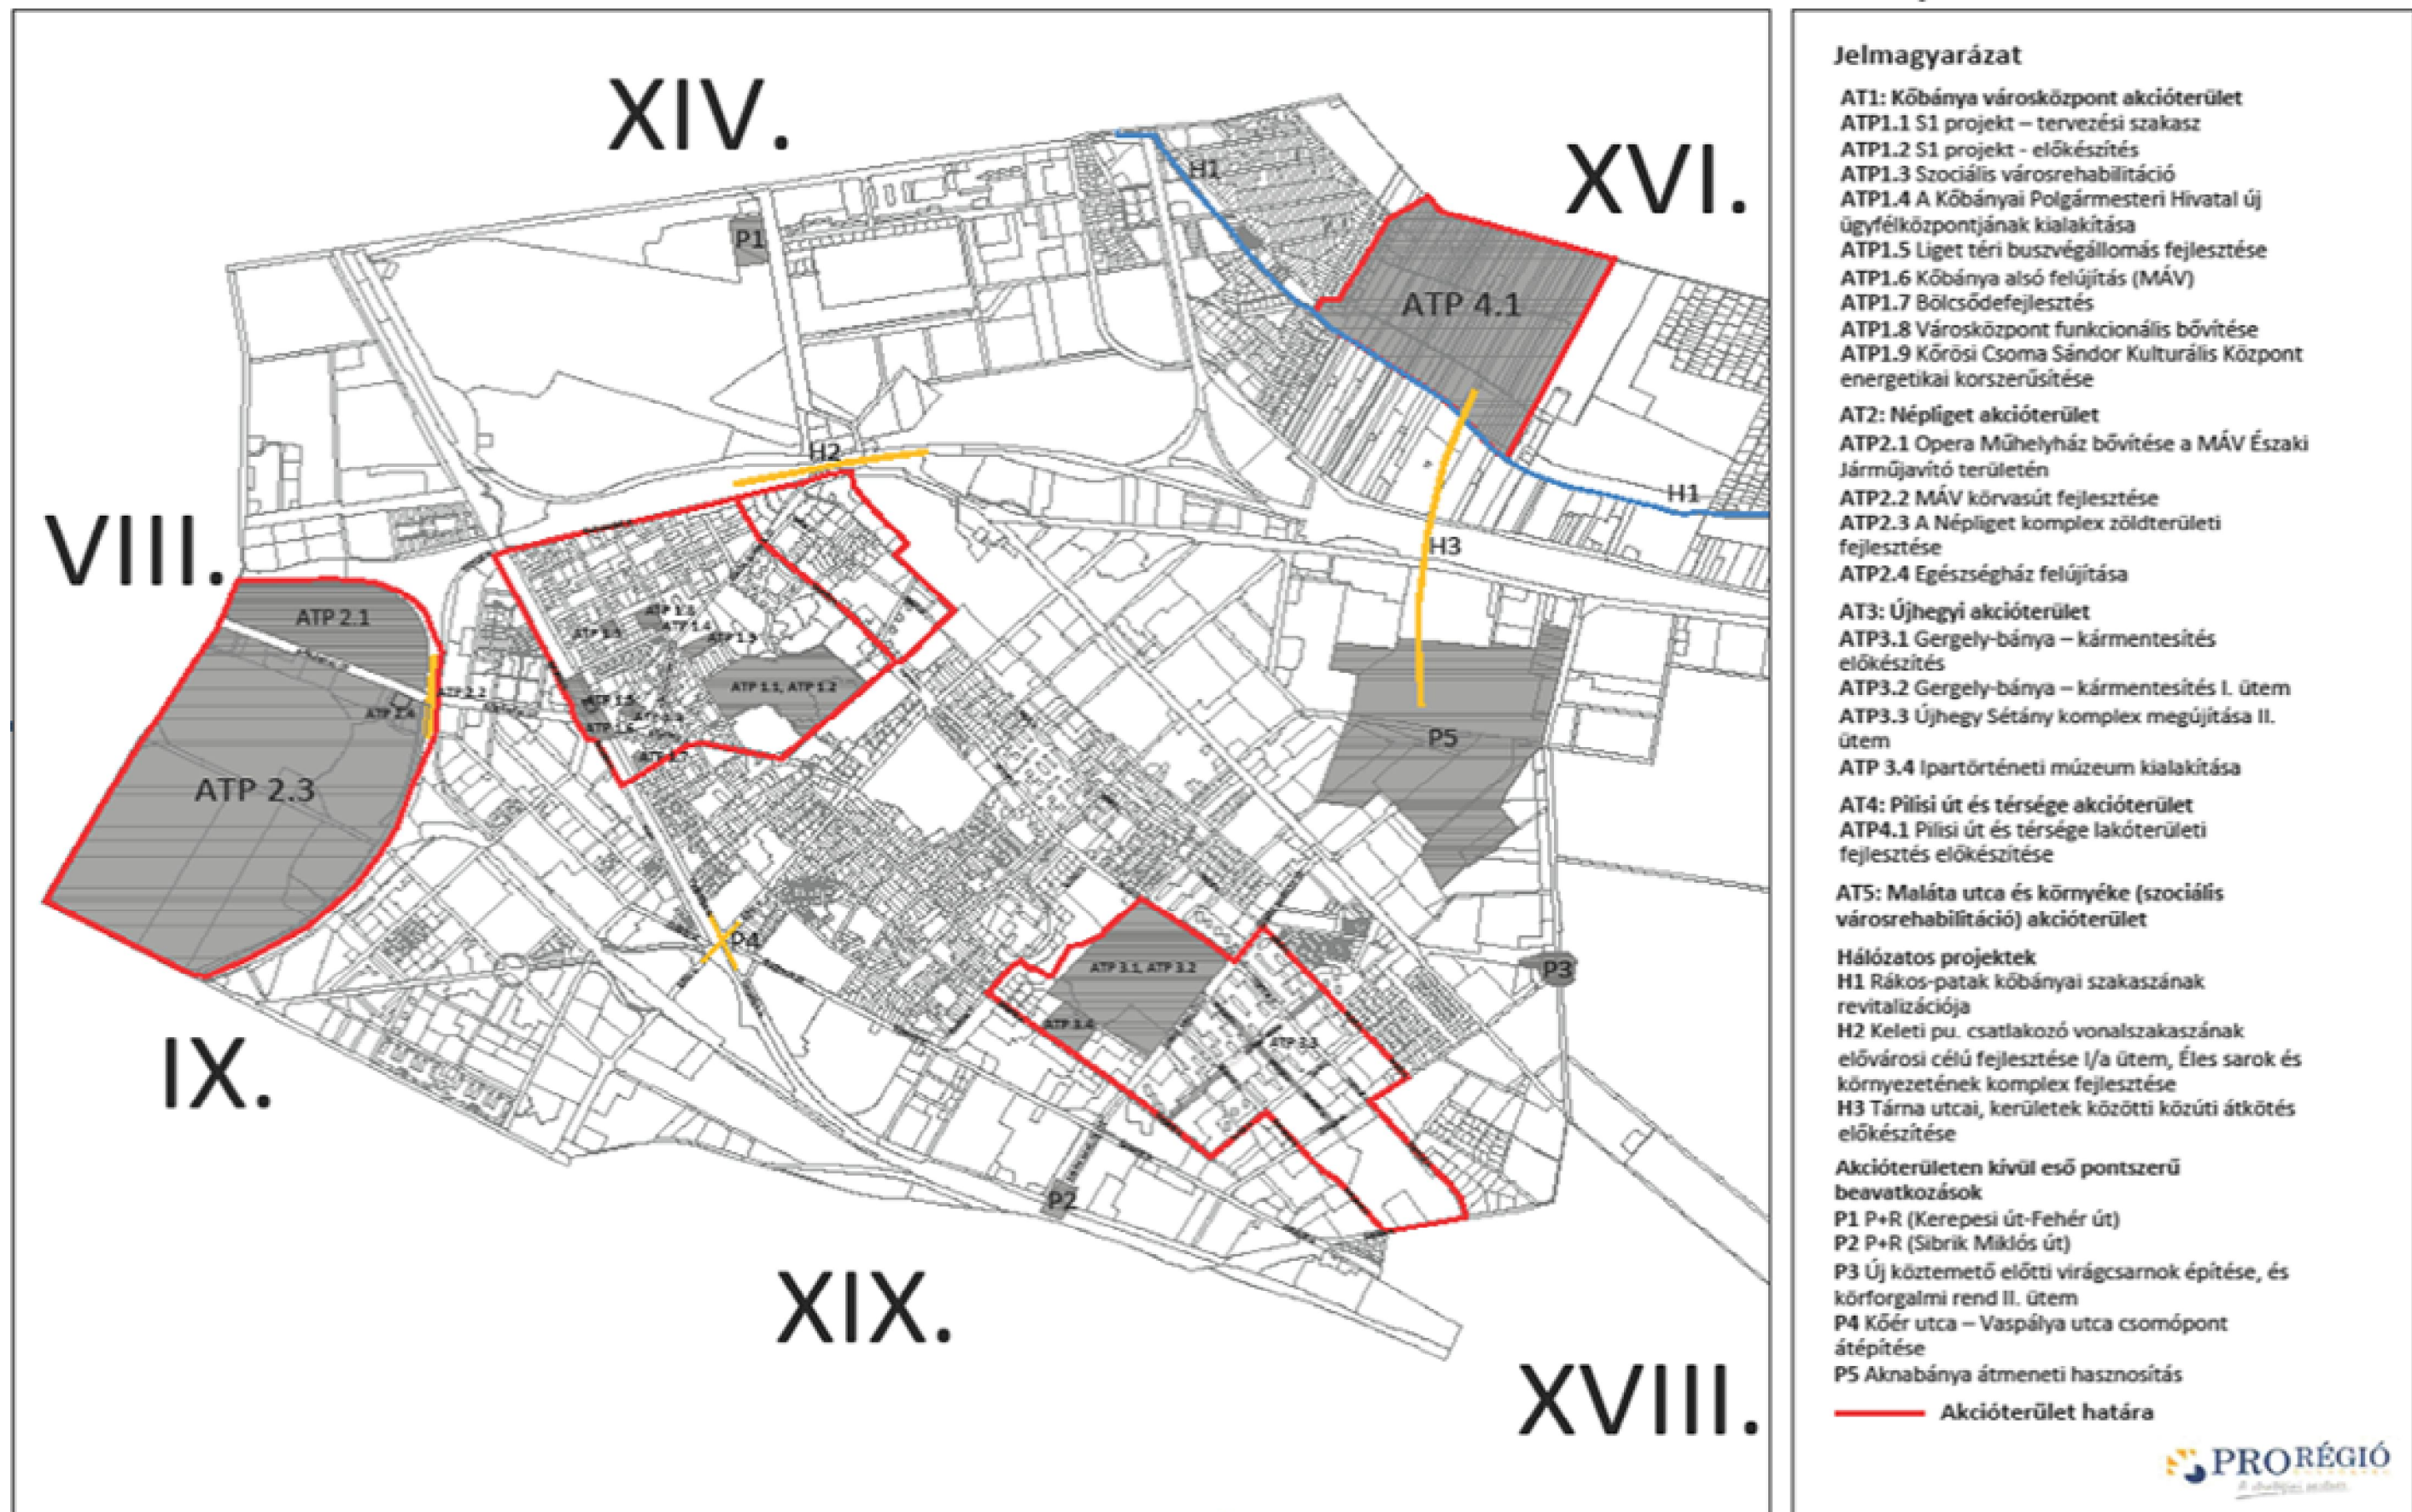 XIV.
XVI.
VIII.
IX.
XIX.
XVIII.
H1
P1
ATP 4.1
H2
H1
H3
ATP 2.1
ATP 2.2
ATP 2.4
ATP 2.3
ATP 1.4
ATP 1.1, ATP 1.2
P5
P4
ATP 3.1, ATP 3.2
P3
ATP 3.4
ATP 3.3
P2
Jelmagyarázat
AT1: Kőbánya városközpont akcióterület
ATP1.1 S1 projekt – tervezési szakasz
ATP1.2 S1 projekt - előkészítés
ATP1.3 Szociális városrehabilitáció
ATP1.4 A Kőbányai Polgármesteri Hivatal új
ügyfélközpontjának kialakítása
ATP1.5 Liget téri buszvégállomás fejlesztése
ATP1.6 Kőbánya alsó felújítás (MÁV)
ATP1.7 Bölcsődefejlesztés
ATP1.8 Városközpont funkcionális bővítése
ATP1.9 Kőrösi Csoma Sándor Kulturális Központ
energetikai korszerűsítése
AT2: Népliget akcióterület
ATP2.1 Opera Műhelyház bővítése a MÁV Északi
Járműjavító területén
ATP2.2 MÁV körvasút fejlesztése
ATP2.3 A Népliget komplex zöldterületi
fejlesztése
ATP2.4 Egészségház felújítása
AT3: Újhegyi akcióterület
ATP3.1 Gergely-bánya – kármentesítés
előkészítés
ATP3.2 Gergely-bánya – kármentesítés I. ütem
ATP3.3 Újhegy Sétány komplex megújítása II.
ütem
ATP 3.4 Ipartörténeti múzeum kialakítása
AT4: Pilisi út és térsége akcióterület
ATP4.1 Pilisi út és térsége lakóterületi
fejlesztés előkészítése
AT5: Maláta utca és környéke (szociális
városrehabilitáció) akcióterület
Hálózatos projektek
H1 Rákos-patak kőbányai szakaszának
revitalizációja
H2 Keleti pu. csatlakozó vonalszakaszának
elővárosi célú fejlesztése I/a ütem, Éles sarok és
környezetének komplex fejlesztése
H3 Tárna utcai, kerületek közötti közúti átkötés
előkészítése
Akcióterületen kívül eső pontszerű
beavatkozások
P1 P+R (Kerepesi út-Fehér út)
P2 P+R (Sibrik Miklós út)
P3 Új köztemető előtti virágcsarnok építése, és
körforgalmi rend II. ütem
P4 Kőér utca – Vaspálya utca csomópont
átépítése
P5 Aknabánya átmeneti hasznosítás
Akcióterület határa
PRORÉGIÓ